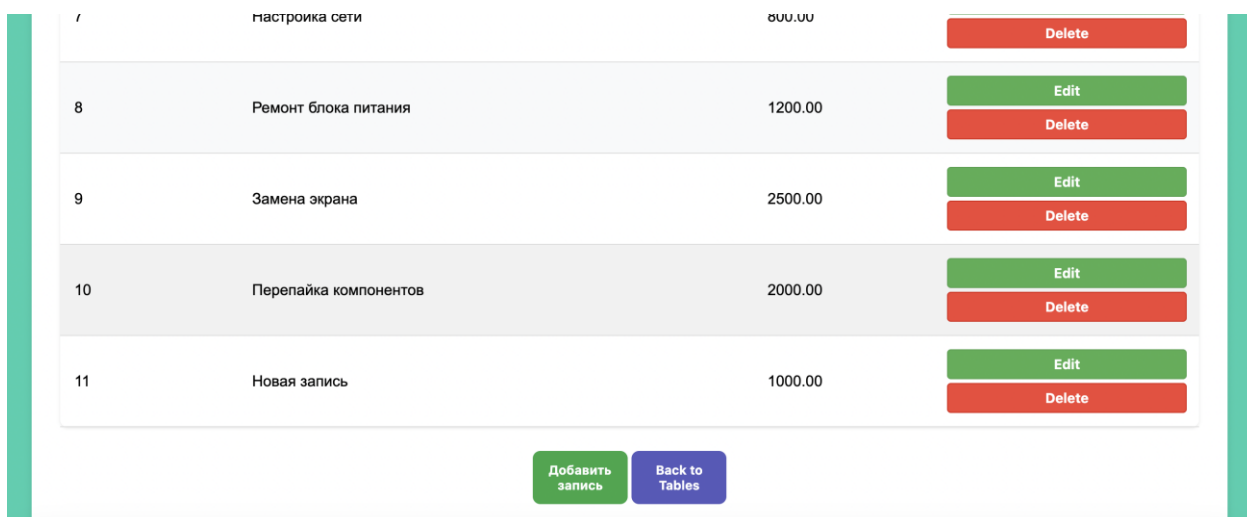 7 Настройка сети 800.00
Delete
Edit
8 Ремонт блока питания 1200.00
Delete
Edit
9 Замена экрана 2500.00
Delete
Edit
10 Перепайка компонентов 2000.00
Delete
Edit
11 Новая запись 1000.00
Delete
Добавить Back to
запись Tables